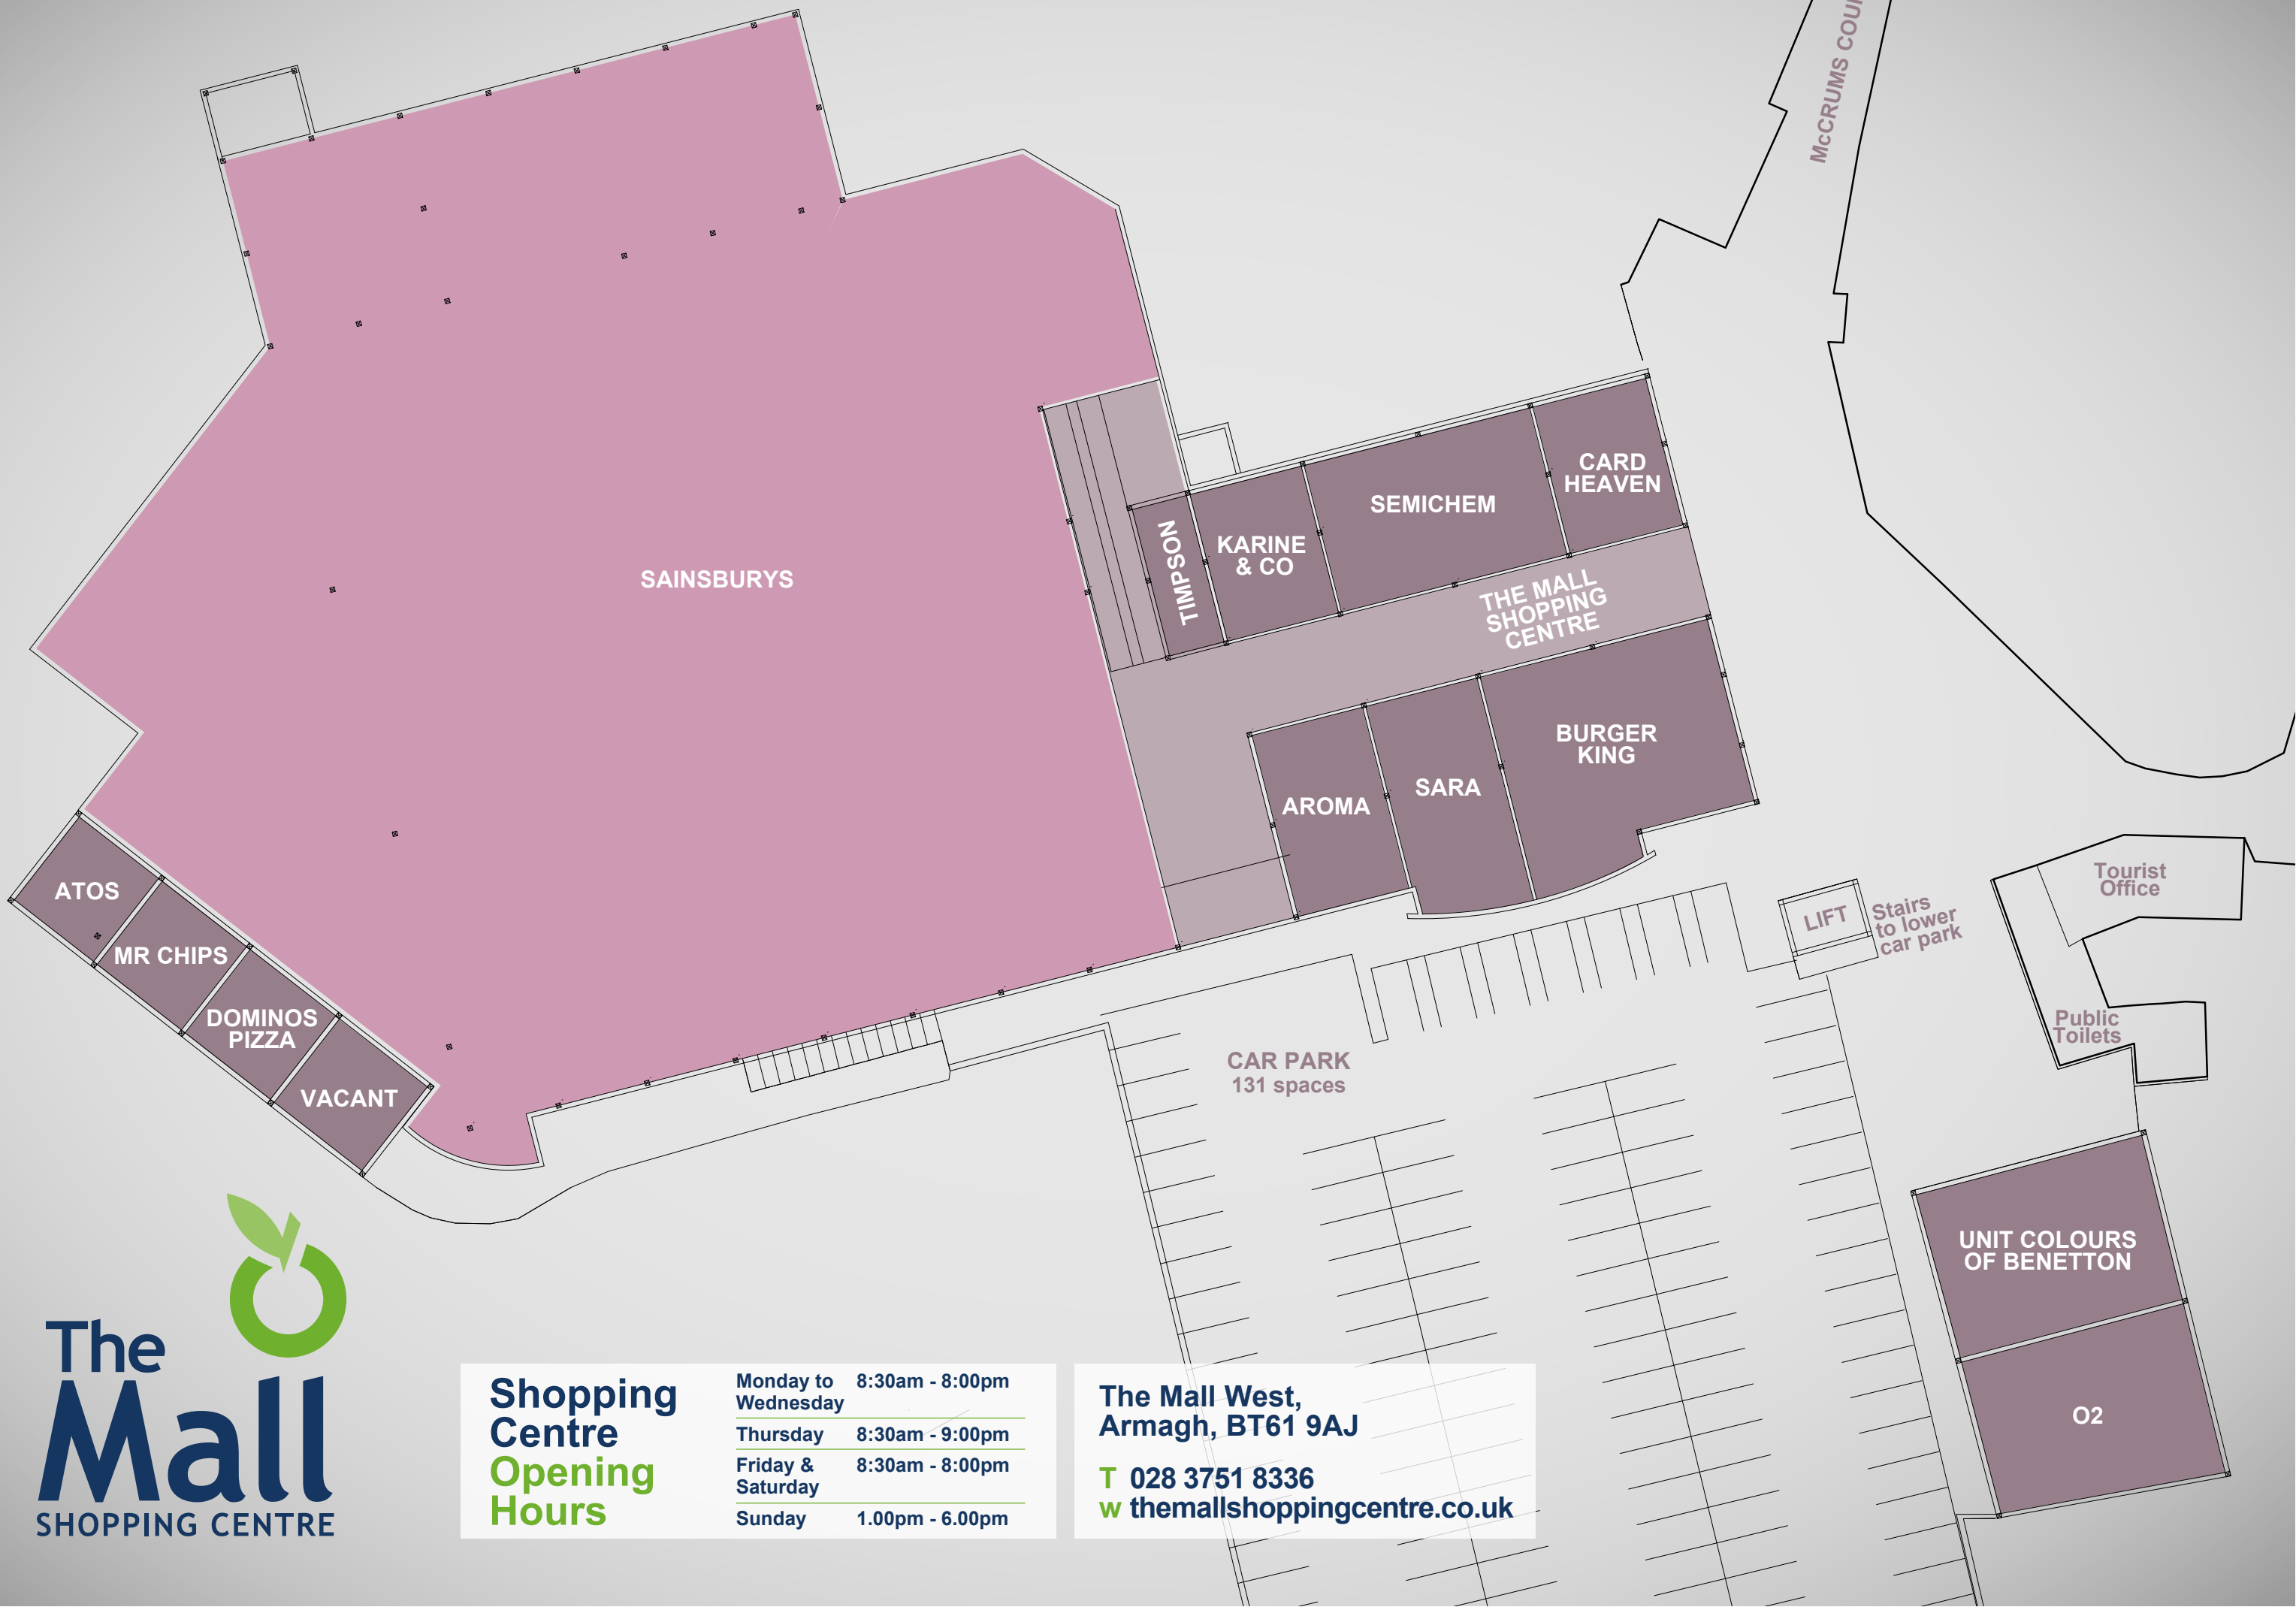 McCRUMS
SAINSBURYS
TIMPSON
KARINE
& CO
SEMICHEM
CARD
HEAVEN
THE MALL
SHOPPING
CENTRE
AROMA
SARA
BURGER
KING
ATOS
MR CHIPS
DOMINOS
PIZZA
VACANT
CAR PARK
131 spaces
LIFT
Stairs
to lower
car park
Tourist
Office
Public
Toilets
UNIT COLOURS
OF BENETTON
O2
The
Mall
SHOPPING CENTRE
Shopping
Centre
Opening
Hours
Monday to 8:30am - 8:00pm
Wednesday
Thursday 8:30am - 9:00pm
Friday & 8:30am - 8:00pm
Saturday
Sunday 1.00pm - 6.00pm
The Mall West,
Armagh, BT61 9AJ
T 028 3751 8336
w themallshoppingcentre.co.uk